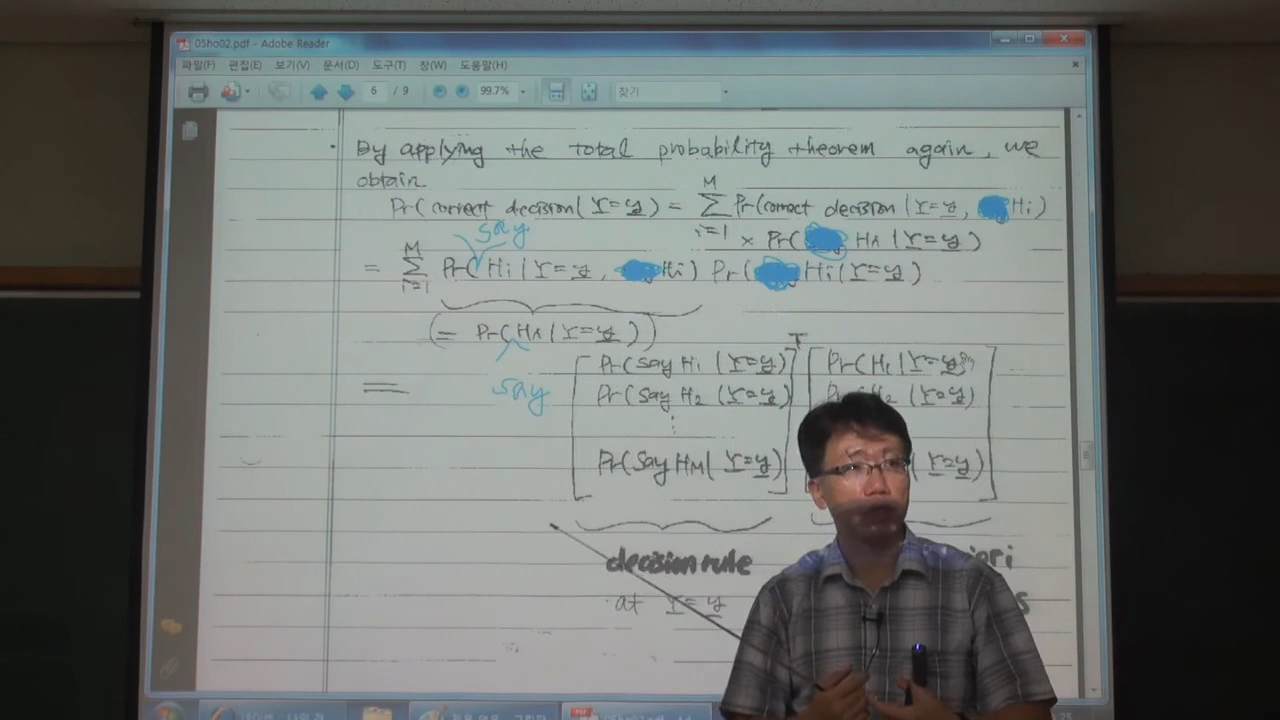 05ho02.pdf - Adobe Reader
파일(F) 편집(E) 보기(V) 문서(D) 도구(T) 창(W) 도움말(H)
6 / 9 99.7% 찾기
By applying the total probability theorem again, we
obtain
Pr(correct decision | Y=y) = M Σ i=1 Pr(correct decision | Y=y, Hi)
× Pr( Hi | Y=y)
say
= M Σ i=1 Pr( Hi | Y=y, Hi) Pr( Hi | Y=y)
(= Pr(Hi | Y=y))
say
= [ Pr(say H1 | Y=y) ] T [ Pr(H1 | Y=y)
Pr(say H2 | Y=y) Pr(H2 | Y=y)
⋮
Pr(say HM | Y=y) | Y=y) ]
decision rule
at Y=y